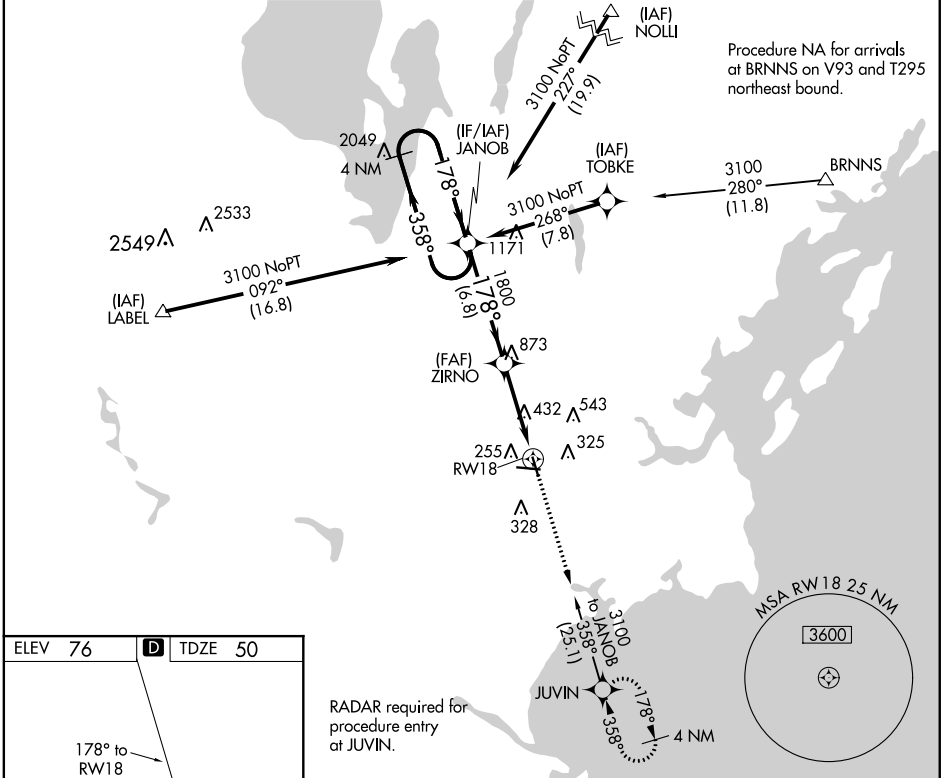 (IAF)
NOLLI
3100 NoPT
227°
(19.9)
Procedure NA for arrivals
at BRNNS on V93 and T295
northeast bound.
2049
4 NM
(IF/IAF)
JANOB
(IAF)
TOBKE
3100
280°
(11.8)
BRNNS
178°
358°
3100 NoPT
268°
(7.8)
1171
2549
2533
3100 NoPT
092°
(16.8)
(IAF)
LABEL
1800
178°
(6.8)
(FAF)
ZIRNO
873
432
543
255
325
RW18
328
MSA RW18 25 NM
3600
3100
to JANOB
358°
(25.1)
JUVIN
178°
358°
4 NM
RADAR required for
procedure entry
at JUVIN.
ELEV 76 D TDZE 50
178° to
RW18